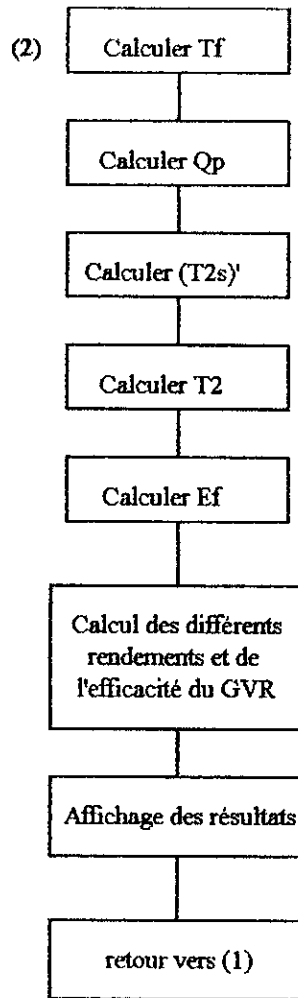 (2) Calculer Tf
Calculer Qp
Calculer (T2s)'
Calculer T2
Calculer Ef
Calcul des différents
rendements et de
l'efficacité du GVR
Affichage des résultats
retour vers (1)